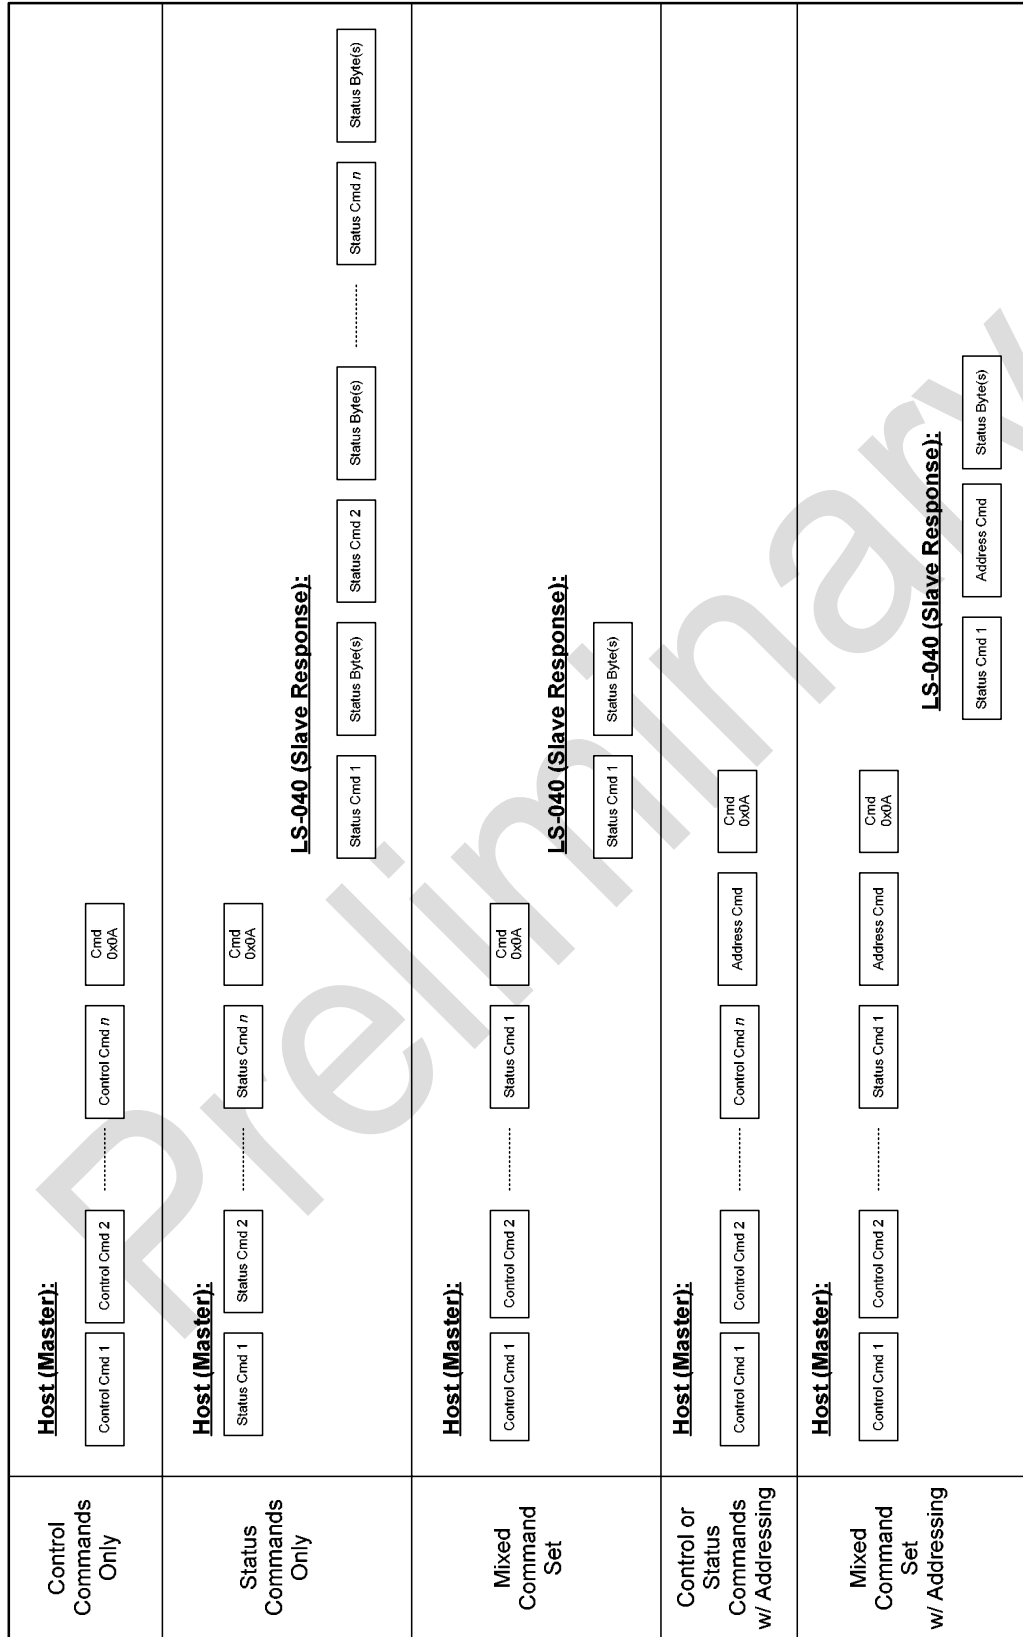 Control
Commands
Only
Host (Master):
Control Cmd 1
Control Cmd 2
Control Cmd n
Cmd
0x0A
Status
Commands
Only
Host (Master):
Status Cmd 1
Status Cmd 2
Status Cmd n
Cmd
0x0A
LS-040 (Slave Response):
Status Cmd 1
Status Byte(s)
Status Cmd 2
Status Byte(s)
Status Cmd n
Status Byte(s)
Mixed
Command
Set
Host (Master):
Control Cmd 1
Control Cmd 2
Status Cmd 1
Cmd
0x0A
LS-040 (Slave Response):
Status Cmd 1
Status Byte(s)
Control or
Status
Commands
w/ Addressing
Host (Master):
Control Cmd 1
Control Cmd 2
Control Cmd n
Address Cmd
Cmd
0x0A
Mixed
Command
Set
w/ Addressing
Host (Master):
Control Cmd 1
Control Cmd 2
Status Cmd 1
Address Cmd
Cmd
0x0A
LS-040 (Slave Response):
Status Cmd 1
Address Cmd
Status Byte(s)
Preliminary